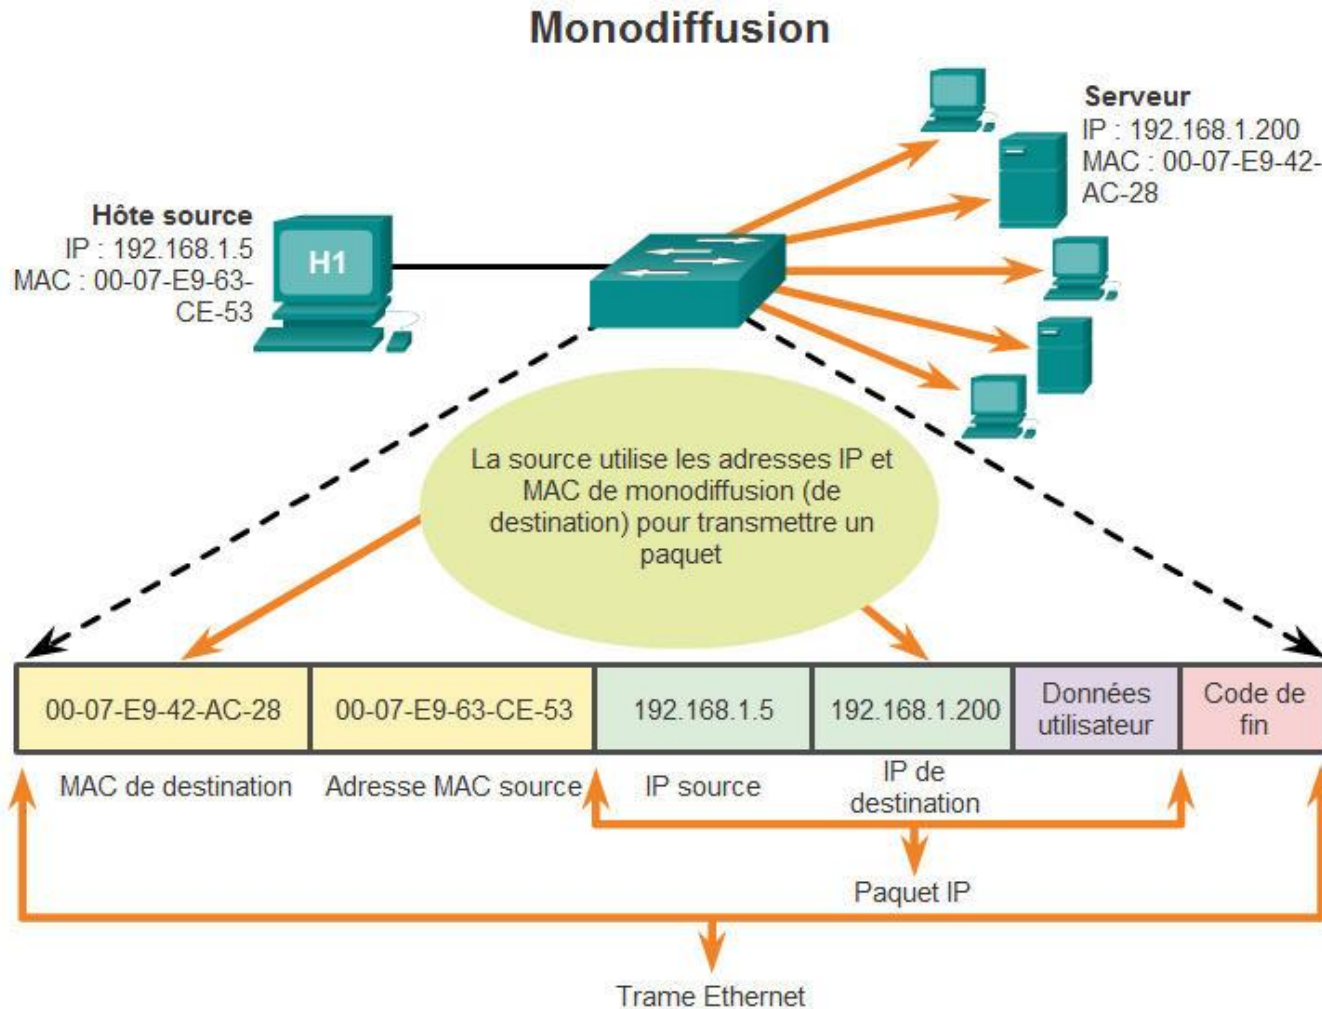 Monodiffusion
Serveur
IP : 192.168.1.200
MAC : 00-07-E9-42-
AC-28
Hôte source
IP : 192.168.1.5
MAC : 00-07-E9-63-
CE-53
H1
La source utilise les adresses IP et
MAC de monodiffusion (de
destination) pour transmettre un
paquet
00-07-E9-42-AC-28
00-07-E9-63-CE-53
192.168.1.5
192.168.1.200
Données
utilisateur
Code de
fin
MAC de destination
Adresse MAC source
IP source
IP de
destination
Paquet IP
Trame Ethernet